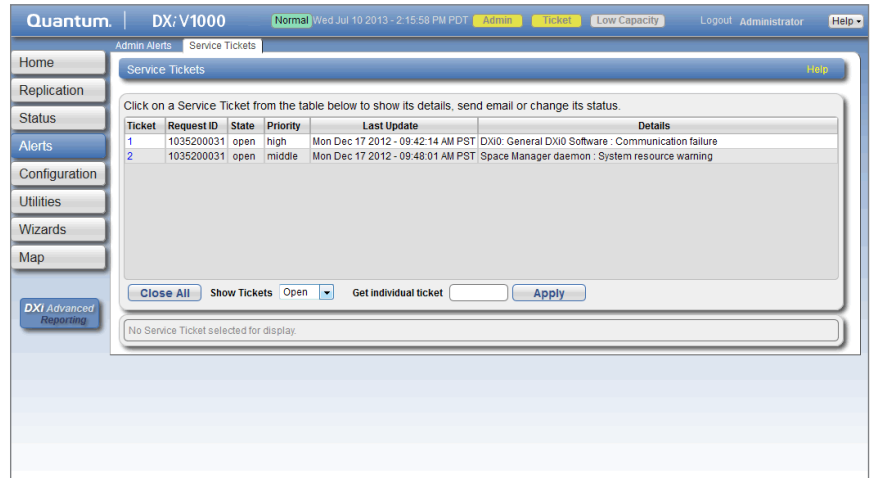 Quantum. DXi V1000 Normal Wed Jul 10 2013 - 2:15:58 PM PDT Admin Ticket Low Capacity Logout Administrator Help
Admin Alerts Service Tickets
Home
Replication
Status
Alerts
Configuration
Utilities
Wizards
Map
DXi Advanced
Reporting
Service Tickets Help
Click on a Service Ticket from the table below to show its details, send email or change its status.
Ticket Request ID State Priority Last Update Details
1 1035200031 open high Mon Dec 17 2012 - 09:42:14 AM PST DXi0: General DXi0 Software : Communication failure
2 1035200031 open middle Mon Dec 17 2012 - 09:48:01 AM PST Space Manager daemon : System resource warning
Close All Show Tickets Open Get individual ticket Apply
No Service Ticket selected for display.